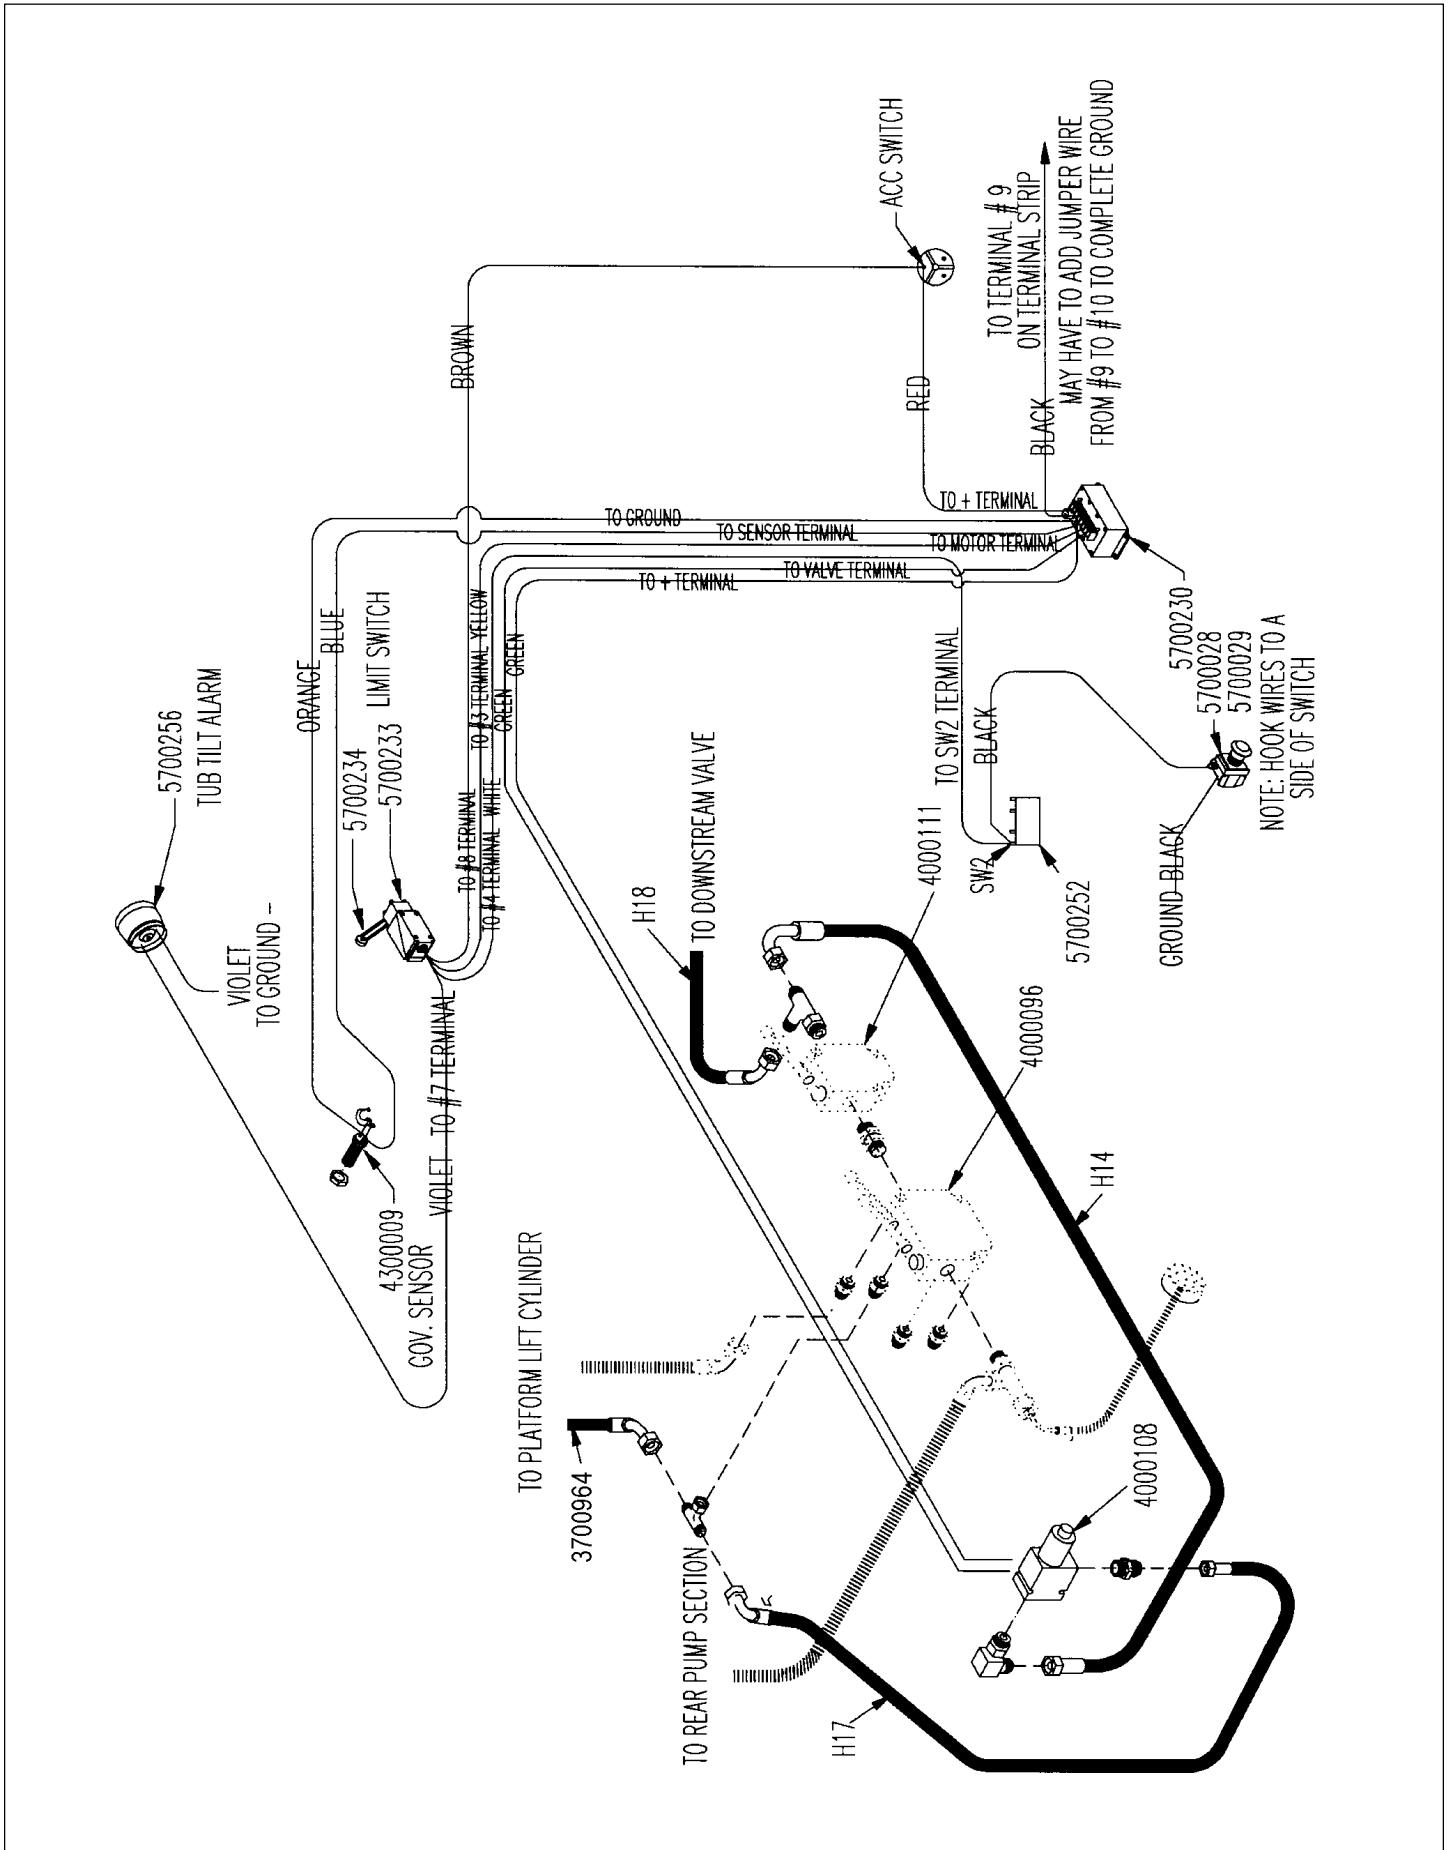 5700256
TUB TILT ALARM
VIOLET
TO GROUND -
ORANGE
BLUE
5700234
5700233
LIMIT SWITCH
BROWN
ACC SWITCH
4300009
GOV. SENSOR
VIOLET TO #7 TERMINAL
TO #8 TERMINAL
TO #3 TERMINAL YELLOW
TO #4 TERMINAL WHITE
GREEN
GREEN
TO GROUND
TO SENSOR TERMINAL
TO MOTOR TERMINAL
TO VALVE TERMINAL
TO + TERMINAL
TO + TERMINAL
RED
BLACK
TO TERMINAL # 9
ON TERMINAL STRIP
MAY HAVE TO ADD JUMPER WIRE
FROM #9 TO #10 TO COMPLETE GROUND
TO PLATFORM LIFT CYLINDER
3700964
TO REAR PUMP SECTION
H17
H18
TO DOWNSTREAM VALVE
4000111
4000096
H14
4000108
TO SW2 TERMINAL
BLACK
SW2
5700252
GROUND BLACK
5700230
5700028
5700029
NOTE: HOOK WIRES TO A
SIDE OF SWITCH